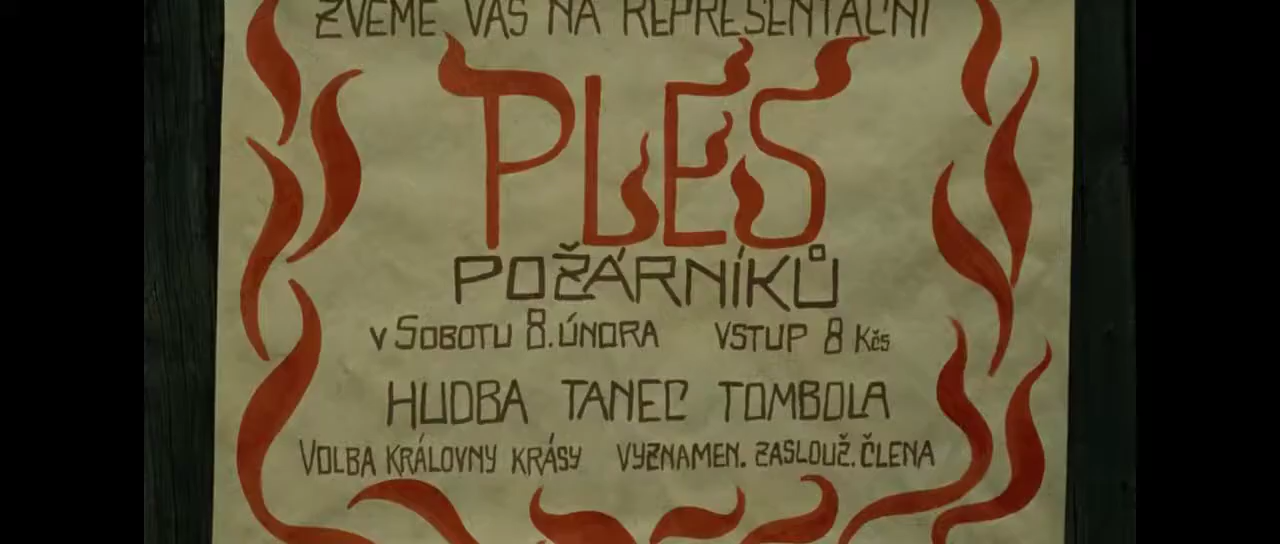 ZVEME VÁS NA REPRESENTAČNÍ
PLES
POŽÁRNÍKŮ
V SOBOTU 8. ÚNORA VSTUP 8 Kčs
HUDBA TANEC TOMBOLA
VOLBA KRÁLOVNY KRÁSY VYZNAMEN. ZASLOUŽ. ČLENA